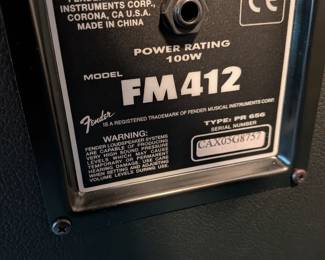 INSTRUMENTS CORP.,
CORONA, CA U.S.A.
MADE IN CHINA
CE
POWER RATING
100W
MODEL FM412
Fender
IS A REGISTERED TRADEMARK OF FENDER MUSICAL INSTRUMENTS CORP.
TYPE: PR 656
SERIAL NUMBER
CAX05G8757
WARNING:
FENDER LOUDSPEAKER SYSTEMS
ARE CAPABLE OF PRODUCING
VERY HIGH SOUND PRESSURE
LEVELS WHICH MAY CAUSE
TEMPORARY OR PERMANENT
HEARING DAMAGE. USE CARE
WHEN SETTING AND ADJUSTING
LEVELS DURING USE.